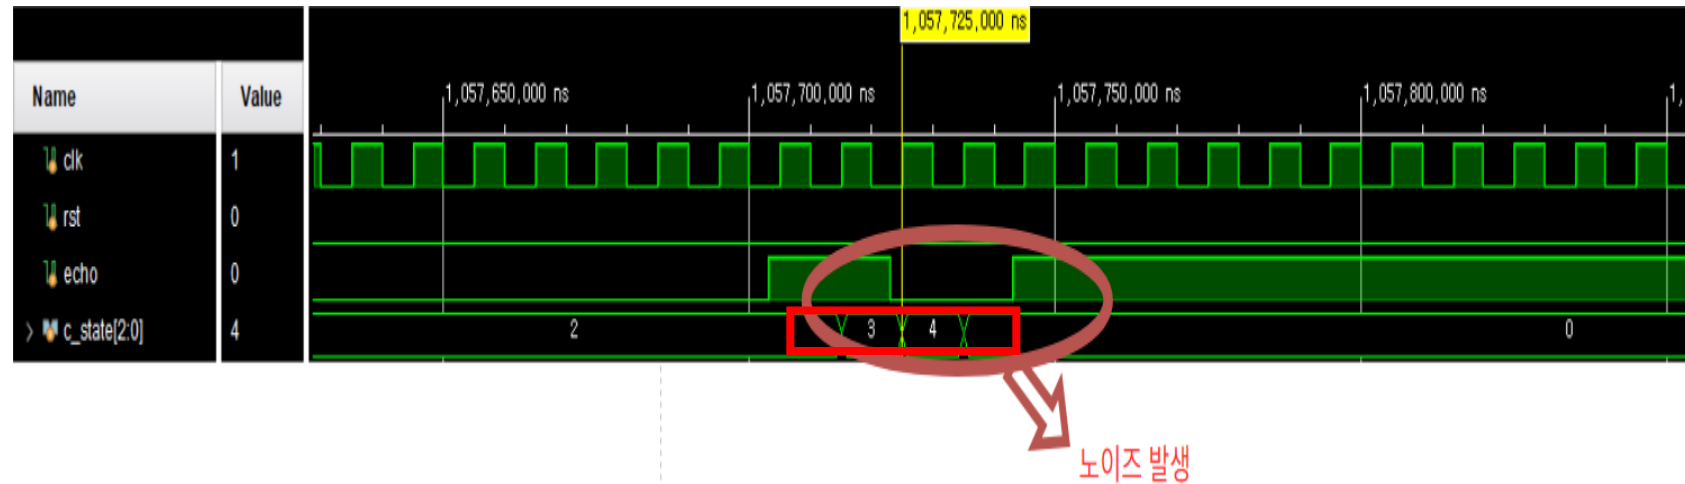 1,057,725,000 ns
Name
Value
1,057,650,000 ns
1,057,700,000 ns
1,057,750,000 ns
1,057,800,000 ns
1,
clk
1
rst
0
echo
0
> c_state[2:0]
4
2
3
4
0
노이즈 발생